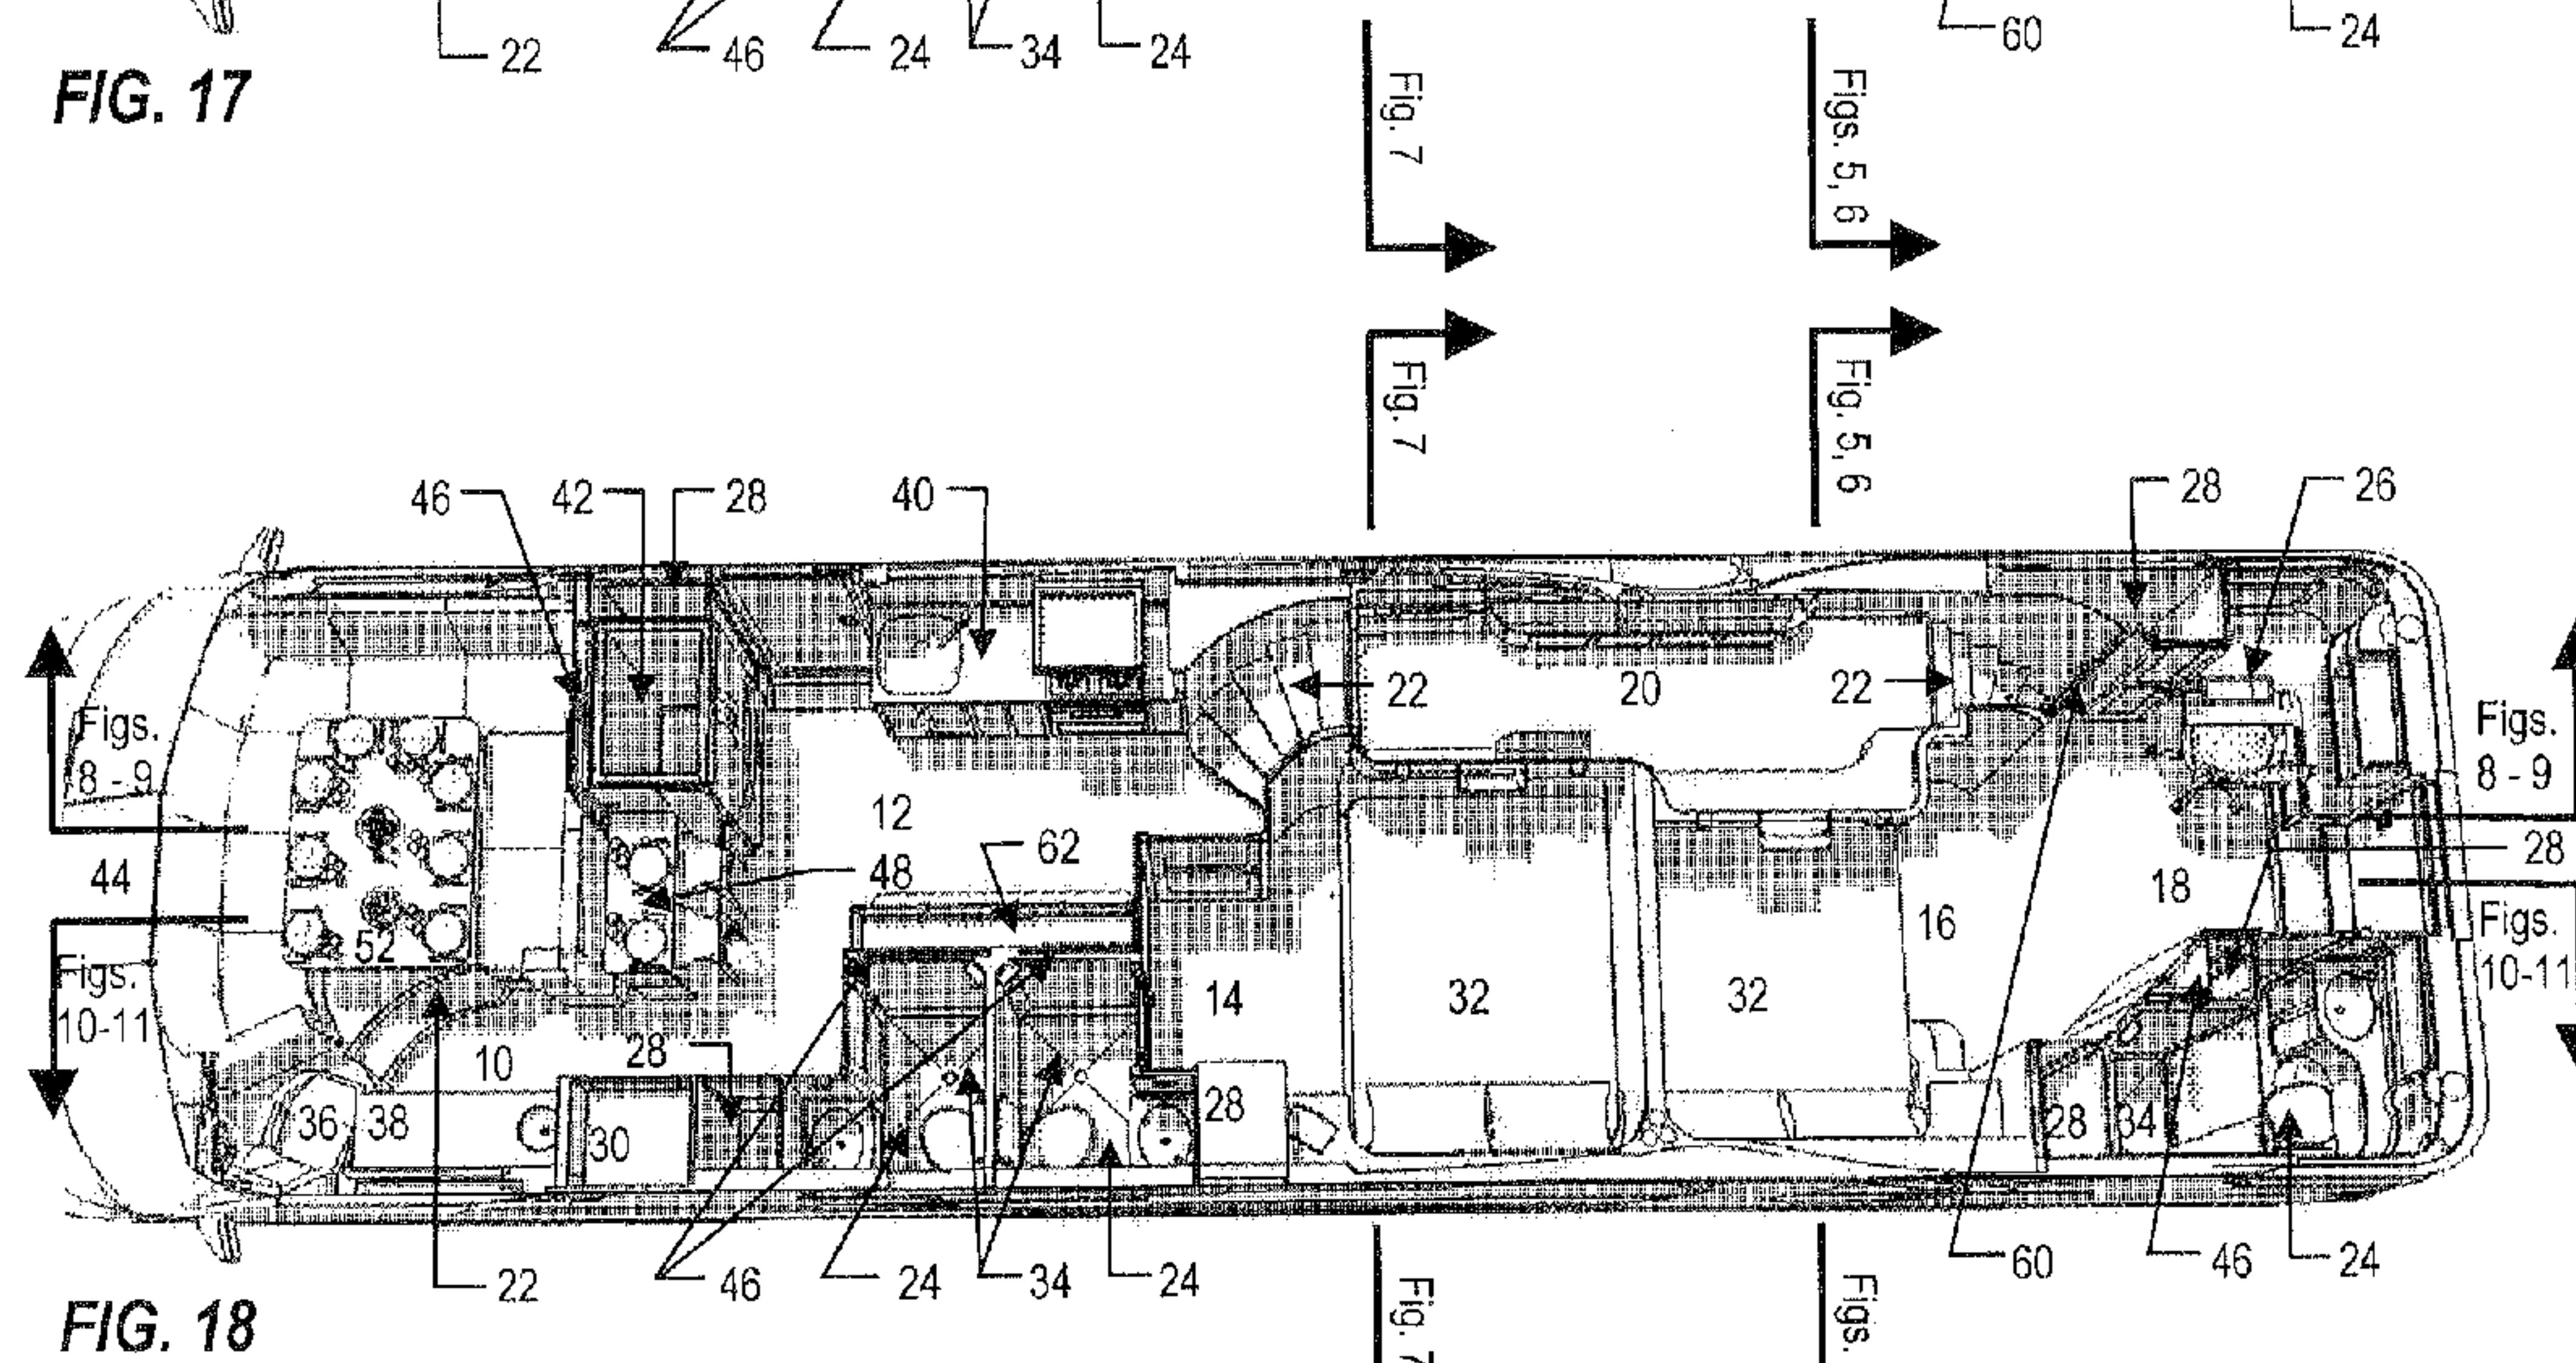 22 46 24 34 24 60 24
FIG. 17
Fig. 7
Figs. 5, 6
Fig. 7
Fig. 5, 6
46 42 28 40 28 26
22 20 22
Figs.
8 - 9
Figs.
8 - 9
12
62
28
44
48
18
16
52
14 32 32
Figs.
10-11
Figs.
10-11
10
28
28
36 38
30
28 34
22 46 24 34 24 60 46 24
FIG. 18
Fig. 7
Figs.